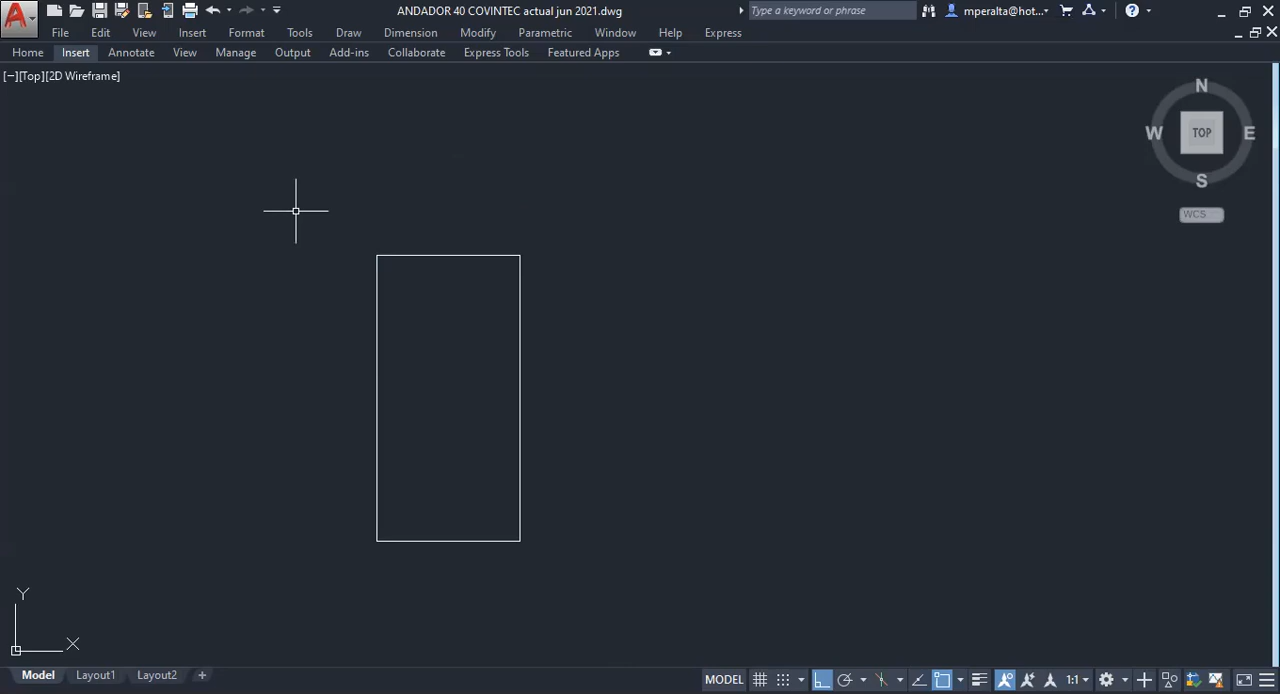 ANDADOR 40 COVINTEC actual jun 2021.dwg
Type a keyword or phrase
mperalta@hot...
File Edit View Insert Format Tools Draw Dimension Modify Parametric Window Help Express
Home Insert Annotate View Manage Output Add-ins Collaborate Express Tools Featured Apps
[−][Top][2D Wireframe]
N
W TOP E
S
WCS
Y
X
Model Layout1 Layout2 +
MODEL 1:1